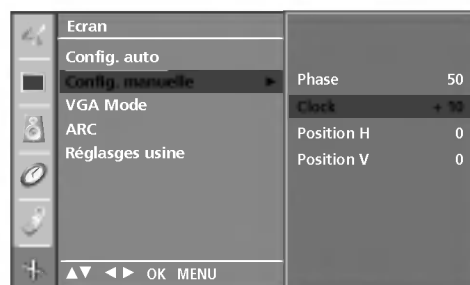 Ecran
Config. auto
Config. manuelle ►
VGA Mode
ARC
Réglasges usine
▲▼ ◄► OK MENU
Phase 50
Clock + 10
Position H 0
Position V 0